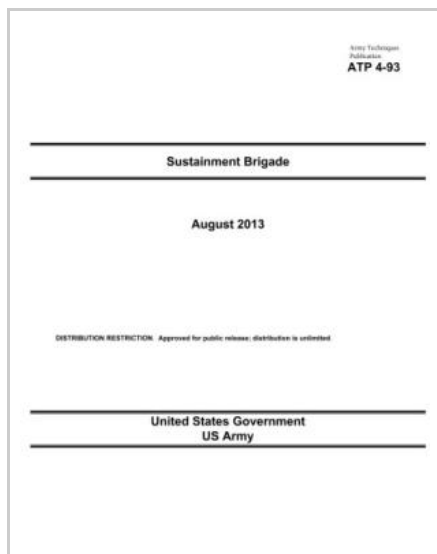 Army Techniques
Publication
ATP 4-93
Sustainment Brigade
August 2013
DISTRIBUTION RESTRICTION  Approved for public release; distribution is unlimited
United States Government
US Army